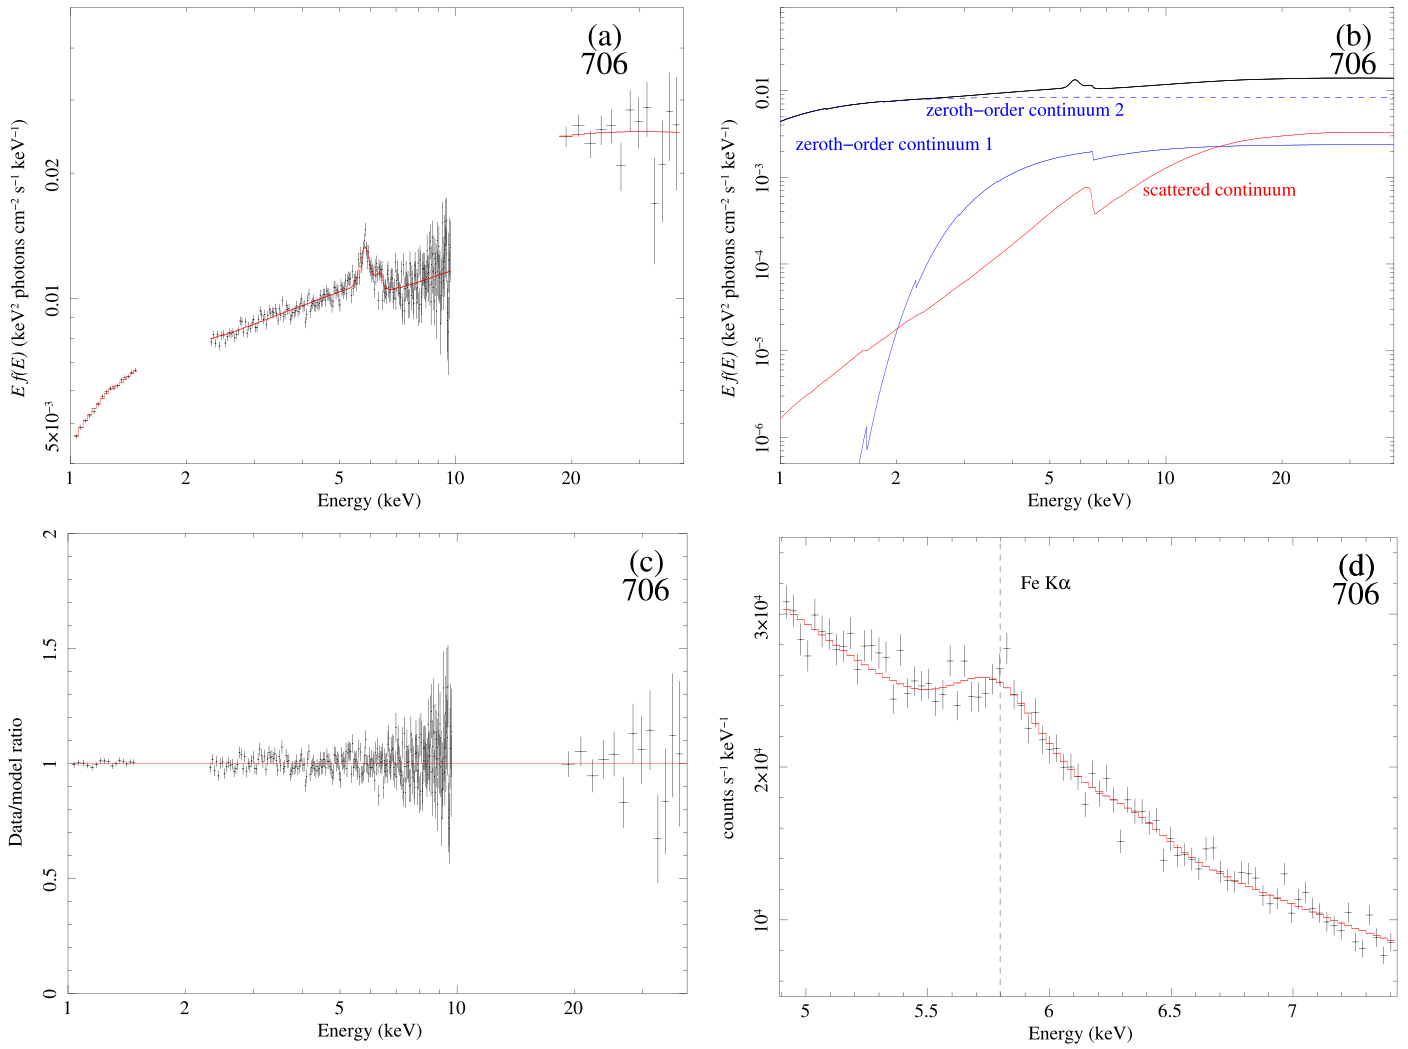 (a)
706
E f(E) (keV² photons cm⁻² s⁻¹ keV⁻¹)
0.02
0.01
5×10⁻³
1 2 5 10 20
Energy (keV)
(b)
706
E f(E) (keV² photons cm⁻² s⁻¹ keV⁻¹)
0.01
10⁻³
10⁻⁴
10⁻⁵
10⁻⁶
zeroth−order continuum 2
zeroth−order continuum 1
scattered continuum
1 2 5 10 20
Energy (keV)
(c)
706
Data/model ratio
2
1.5
1
0.5
0
1 2 5 10 20
Energy (keV)
(d)
706
Fe Kα
counts s⁻¹ keV⁻¹
3×10⁴
2×10⁴
10⁴
5 5.5 6 6.5 7
Energy (keV)